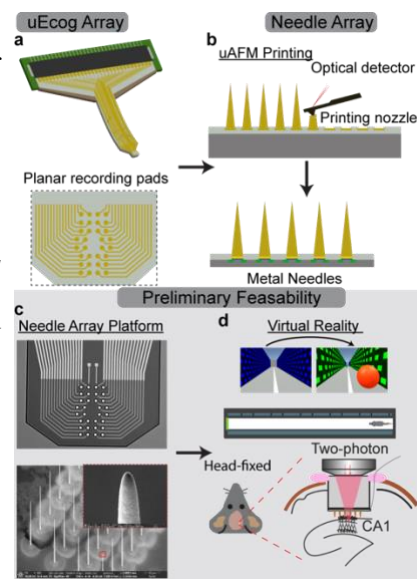 uEcog Array
Needle Array
a
b
uAFM Printing
Optical detector
Printing nozzle
Planar recording pads
Metal Needles
Preliminary Feasability
c
Needle Array Platform
d
Virtual Reality
Two-photon
Head-fixed
CA1